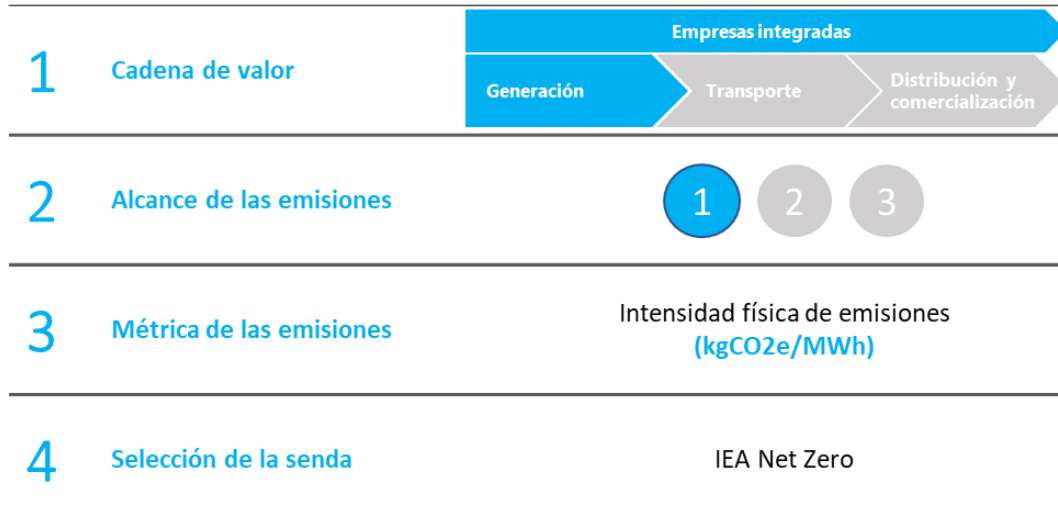 Empresas integradas
1
Cadena de valor
Generación
Transporte
Distribución y
comercialización
2
Alcance de las emisiones
1
2
3
3
Métrica de las emisiones
Intensidad física de emisiones
(kgCO2e/MWh)
4
Selección de la senda
IEA Net Zero